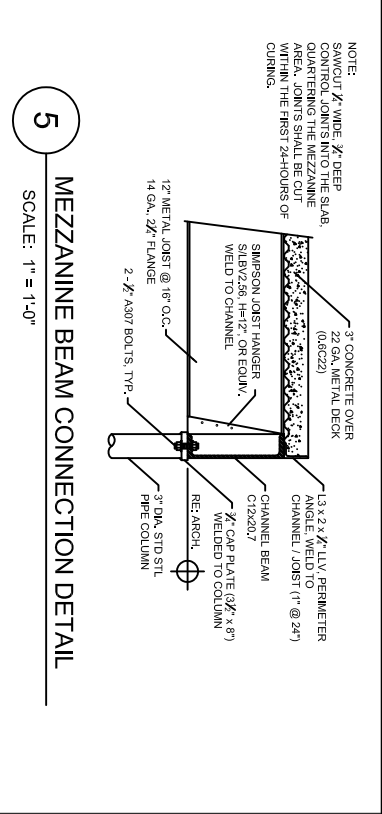 NOTE:
SAWCUT ¼" WIDE, ¾" DEEP
CONTROL JOINTS INTO THE SLAB,
QUARTERING THE MEZZANINE
AREA. JOINTS SHALL BE CUT
WITHIN THE FIRST 24-HOURS OF
CURING.
3" CONCRETE OVER
22 GA. METAL DECK
(0.6C22)
L3 x 2 x ¼" LLV, PERIMETER
ANGLE, WELD TO
CHANNEL / JOIST (1" @ 24")
SIMPSON JOIST HANGER
S/LBV2.56, H=12", OR EQUIV.
WELD TO CHANNEL
CHANNEL BEAM
C12x20.7
RE: ARCH.
12" METAL JOIST @ 16" O.C.
14 GA. 2½" FLANGE
¾" CAP PLATE (3½" x 8")
WELDED TO COLUMN
2 - ½" A307 BOLTS, TYP.
3" DIA. STD STL
PIPE COLUMN
5
MEZZANINE BEAM CONNECTION DETAIL
SCALE: 1" = 1'-0"